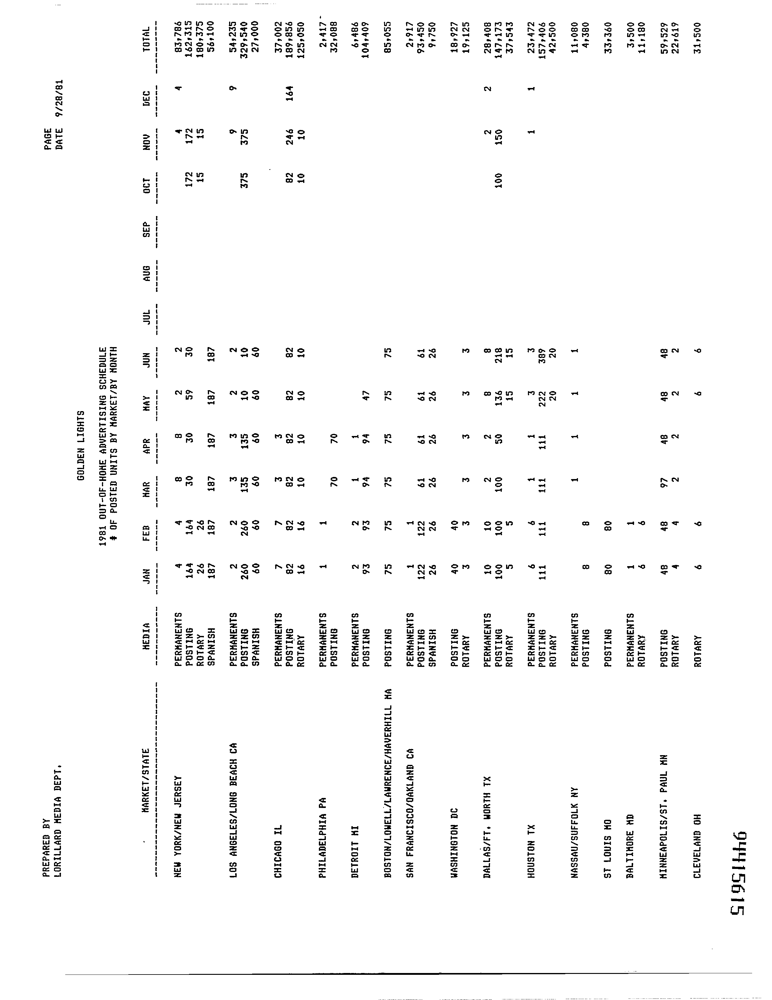 PREPARED BY
LORILLARD MEDIA DEPT.
PAGE
DATE 9/28/81
GOLDEN LIGHTS
1981 OUT-OF-HOME ADVERTISING SCHEDULE
# OF POSTED UNITS BY MARKET/BY MONTH
MARKET/STATE MEDIA JAN FEB MAR APR MAY JUN JUL AUG SEP OCT NOV DEC TOTAL
NEW YORK/NEW JERSEY PERMANENTS 4 4 8 8 2 2 4 4 83,786
POSTING 164 164 30 30 59 30 172 172 162,315
ROTARY 26 26 15 15 180,375
SPANISH 187 187 187 187 187 187 56,100
LOS ANGELES/LONG BEACH CA PERMANENTS 2 2 3 3 2 2 9 9 54,235
POSTING 260 260 135 135 10 10 375 375 329,540
SPANISH 60 60 60 60 60 60 27,000
CHICAGO IL PERMANENTS 7 7 3 3 37,002
POSTING 82 82 82 82 82 82 82 246 164 189,856
ROTARY 16 16 10 10 10 10 10 10 125,050
PHILADELPHIA PA PERMANENTS 1 1 2,417
POSTING 70 70 32,088
DETROIT MI PERMANENTS 2 2 1 1 6,486
POSTING 93 93 94 94 47 104,409
BOSTON/LOWELL/LAWRENCE/HAVERHILL MA POSTING 75 75 75 75 75 75 85,055
SAN FRANCISCO/OAKLAND CA PERMANENTS 1 1 2,917
POSTING 122 122 61 61 61 61 93,450
SPANISH 26 26 26 26 26 26 9,750
WASHINGTON DC POSTING 40 40 18,927
ROTARY 3 3 3 3 3 3 19,125
DALLAS/FT. WORTH TX PERMANENTS 10 10 2 2 8 8 2 2 28,408
POSTING 100 100 100 50 136 218 100 150 147,173
ROTARY 5 5 15 15 37,543
HOUSTON TX PERMANENTS 6 6 1 1 3 3 1 1 23,472
POSTING 111 111 111 111 222 389 157,406
ROTARY 20 20 42,500
NASSAU/SUFFOLK NY PERMANENTS 1 1 1 1 11,080
POSTING 8 8 4,380
ST LOUIS MO POSTING 80 80 33,360
BALTIMORE MD PERMANENTS 1 1 3,500
ROTARY 6 6 11,180
MINNEAPOLIS/ST. PAUL MN POSTING 48 48 97 48 48 48 59,529
ROTARY 4 4 2 2 2 2 22,619
CLEVELAND OH ROTARY 6 6 6 6 31,500
94415615